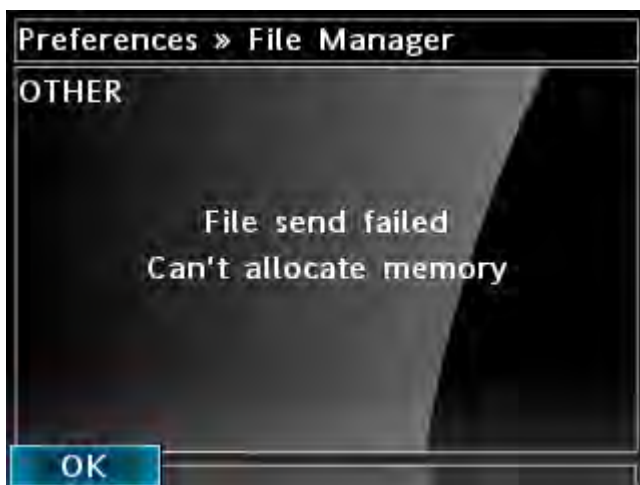 Preferences » File Manager
OTHER
File send failed
Can't allocate memory
OK